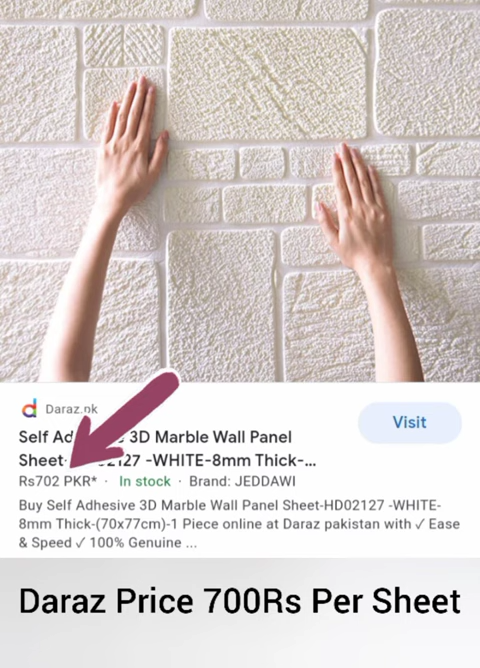 Daraz.pk
Self 3D Marble Wall Panel
Sheet- 02127 -WHITE-8mm Thick-...
Visit
Rs702 PKR* · In stock · Brand: JEDDAWI
Buy Self Adhesive 3D Marble Wall Panel Sheet-HD02127 -WHITE-
8mm Thick-(70x77cm)-1 Piece online at Daraz pakistan with ✓ Ease
& Speed ✓ 100% Genuine ...
Daraz Price 700Rs Per Sheet